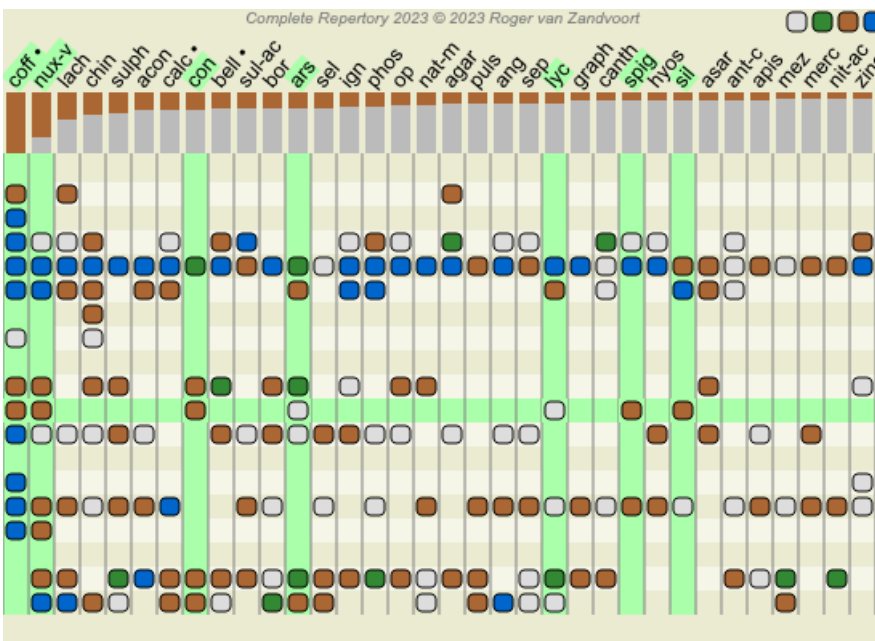 Complete Repertory 2023 © 2023 Roger van Zandvoort
coff • nux-v lach chin sulph acon calc • con bell • sul-ac bor ars sel ign phos op nat-m agar puls ang sep lyc graph canth spig hyos sil asar ant-c apis mez merc nit-ac zinc